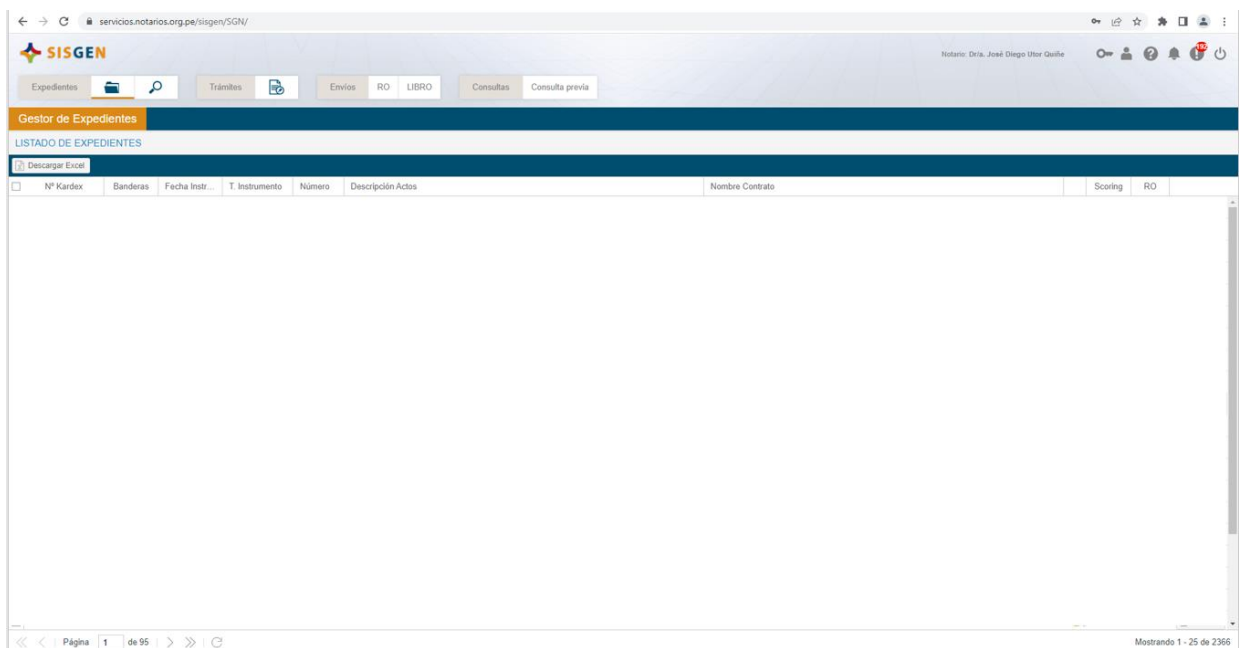 servicios.notarios.org.pe/sisgen/SGN/
SISGEN
Notario: Dr/a. José Diego Utor Quiñe
190
Expedientes Trámites Envíos RO LIBRO Consultas Consulta previa
Gestor de Expedientes
LISTADO DE EXPEDIENTES
Descargar Excel
Nº Kardex Banderas Fecha Instr... T. Instrumento Número Descripción Actos Nombre Contrato Scoring RO
Página 1 de 95 Mostrando 1 - 25 de 2366